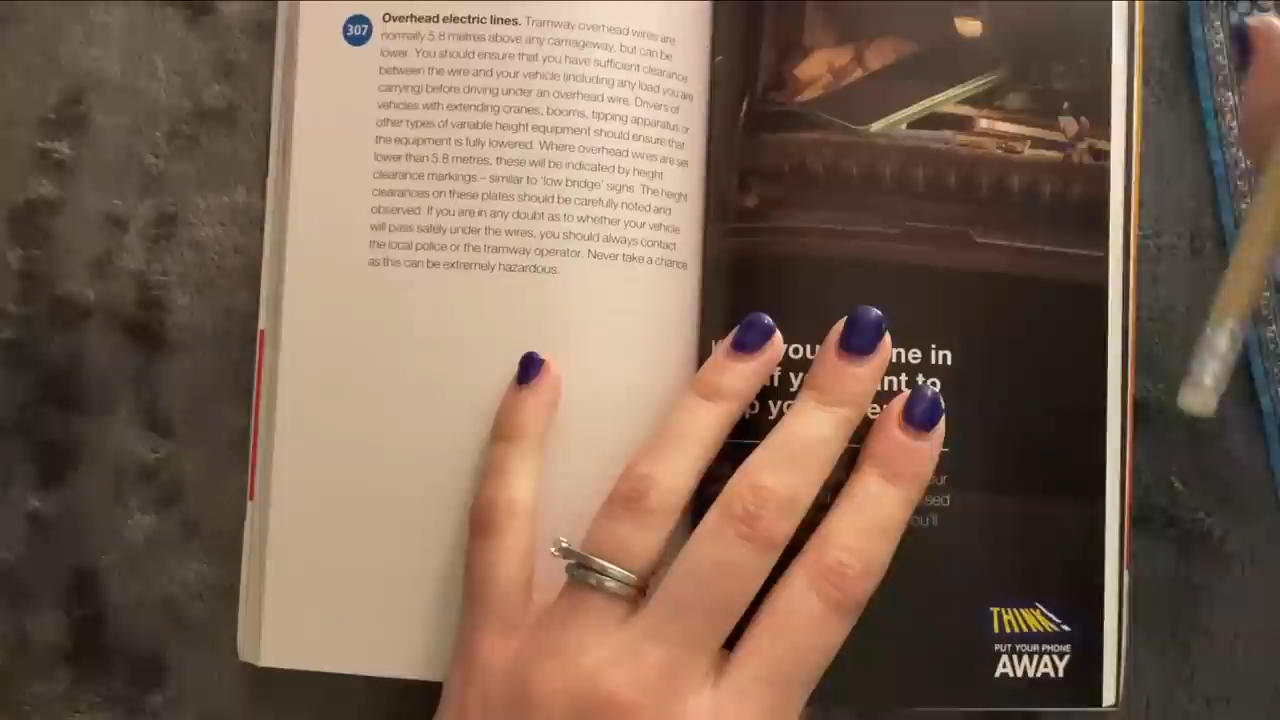 307
Overhead electric lines. Tramway overhead wires are
normally 5.8 metres above any carriageway, but can be
lower. You should ensure that you have sufficient clearance
between the wire and your vehicle (including any load you are
carrying) before driving under an overhead wire. Drivers of
vehicles with extending cranes, booms, tipping apparatus or
other types of variable height equipment should ensure that
the equipment is fully lowered. Where overhead wires are set
lower than 5.8 metres, these will be indicated by height
clearance markings – similar to 'low bridge' signs. The height
clearances on these plates should be carefully noted and
observed. If you are in any doubt as to whether your vehicle
will pass safely under the wires, you should always contact
the local police or the tramway operator. Never take a chance
as this can be extremely hazardous.
in
to
THINK!
PUT YOUR PHONE
AWAY